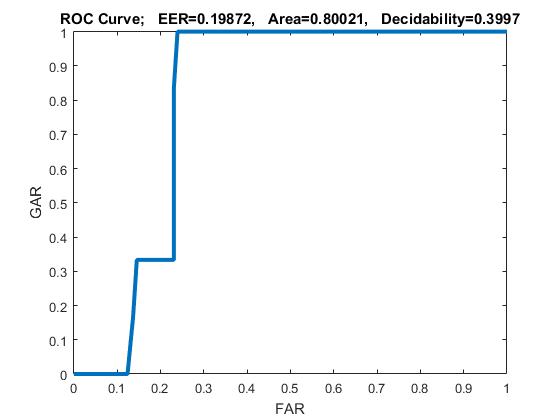 ROC Curve;   EER=0.19872,   Area=0.80021,   Decidability=0.3997
1
0.9
0.8
0.7
0.6
0.5
0.4
0.3
0.2
0.1
0
GAR
0 0.1 0.2 0.3 0.4 0.5 0.6 0.7 0.8 0.9 1
FAR